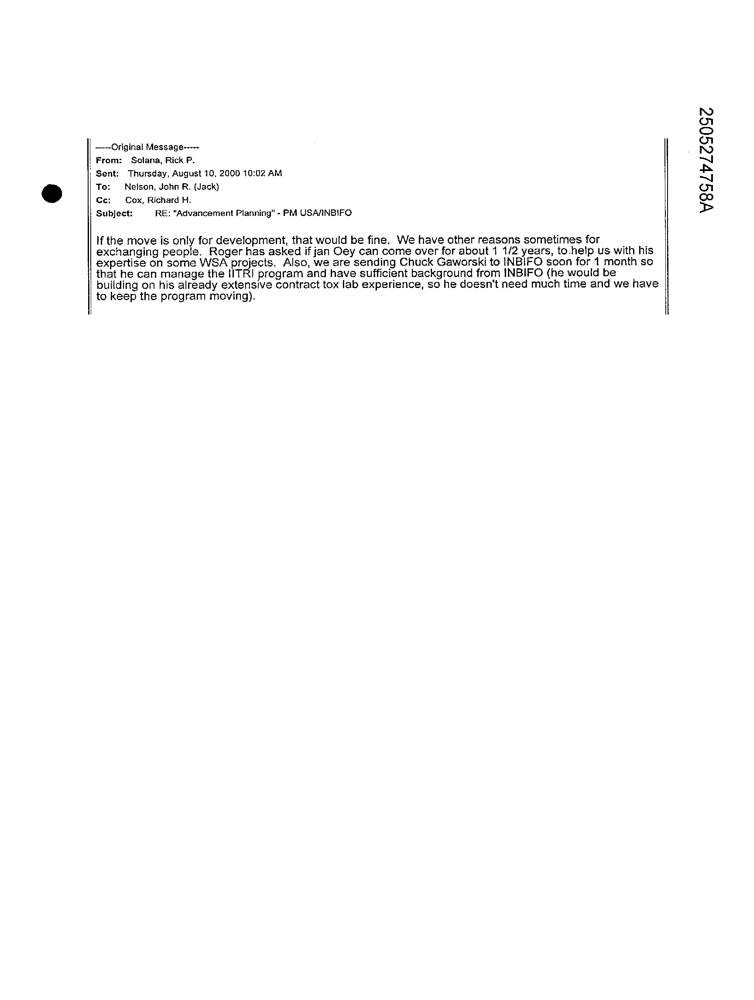 -----Original Message-----
From: Solana, Rick P.
Sent: Thursday, August 10, 2000 10:02 AM
To: Nelson, John R. (Jack)
Cc: Cox, Richard H.
Subject: RE: "Advancement Planning" - PM USA/INBIFO
If the move is only for development, that would be fine. We have other reasons sometimes for
exchanging people. Roger has asked if jan Oey can come over for about 1 1/2 years, to help us with his
expertise on some WSA projects. Also, we are sending Chuck Gaworski to INBIFO soon for 1 month so
that he can manage the IITRI program and have sufficient background from INBIFO (he would be
building on his already extensive contract tox lab experience, so he doesn't need much time and we have
to keep the program moving).
2505274758A